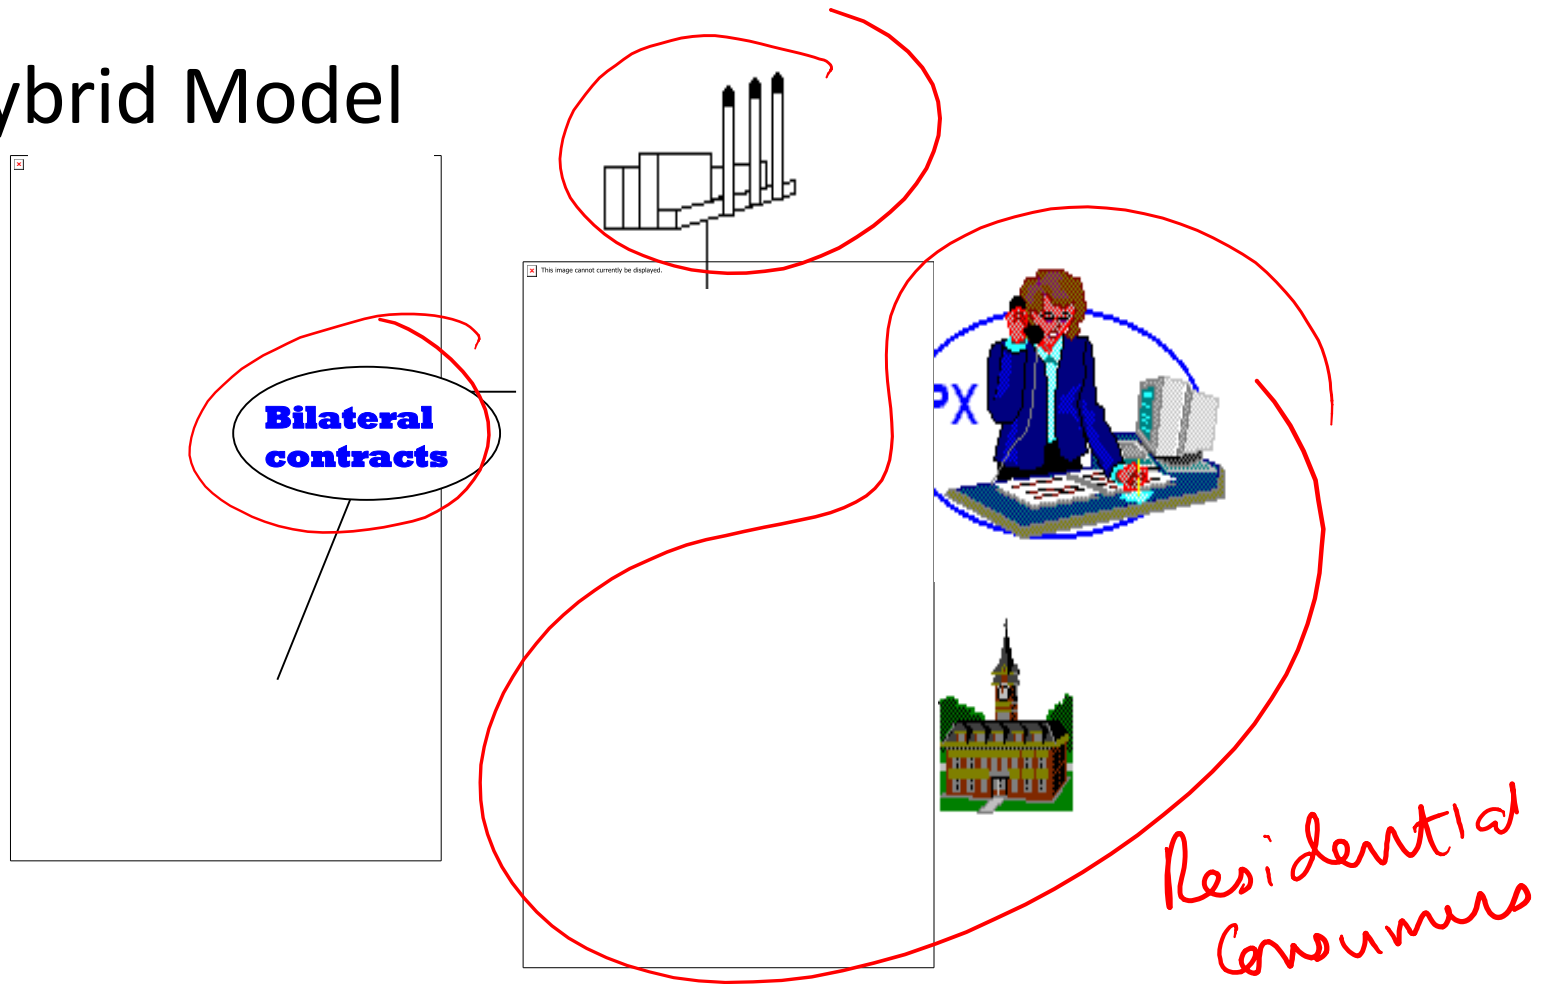 ybrid Model
This image cannot currently be displayed.
PX
Bilateral
contracts
Residential
Consumers